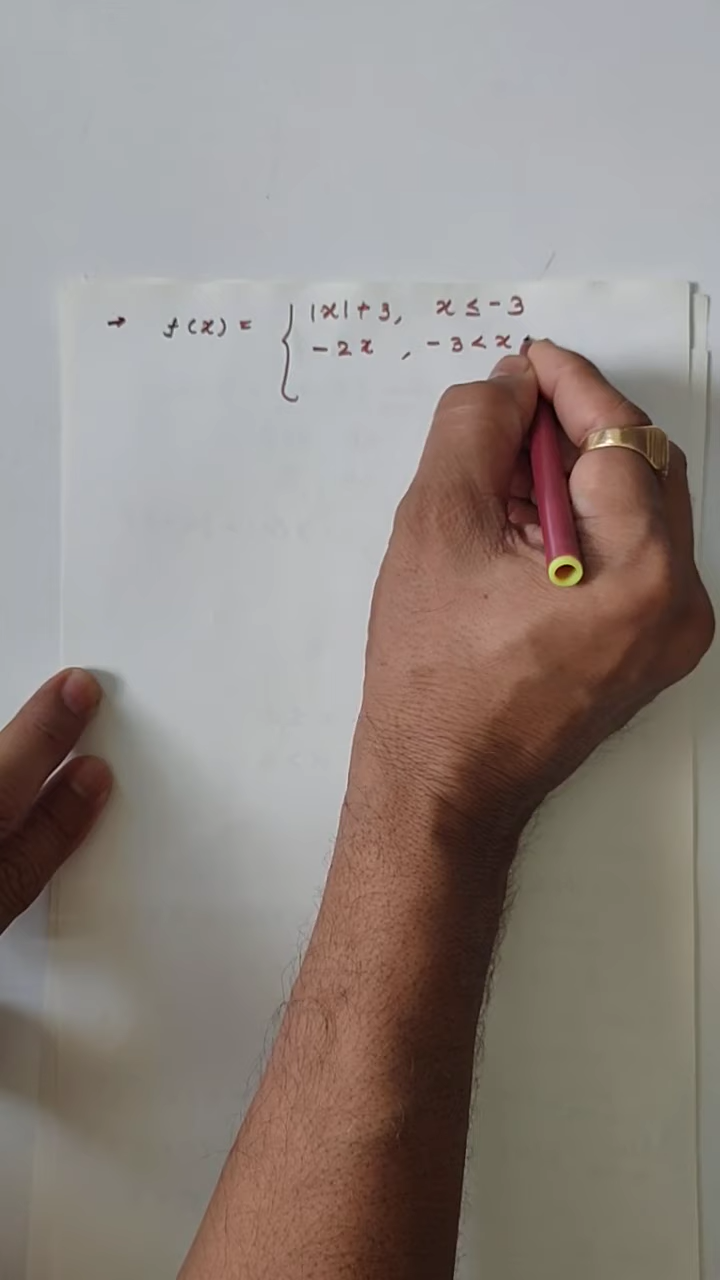 → f(x) = { |x| + 3, x ≤ -3
-2x , -3 < x